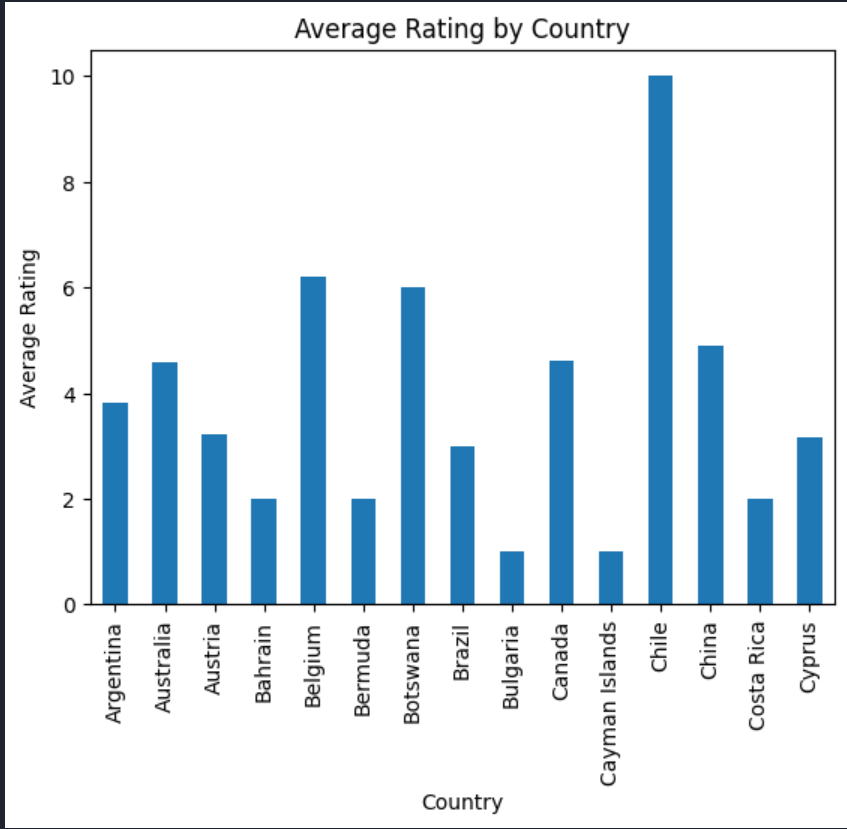 Average Rating by Country
10
8
6
4
2
0
Average Rating
Argentina
Australia
Austria
Bahrain
Belgium
Bermuda
Botswana
Brazil
Bulgaria
Canada
Cayman Islands
Chile
China
Costa Rica
Cyprus
Country